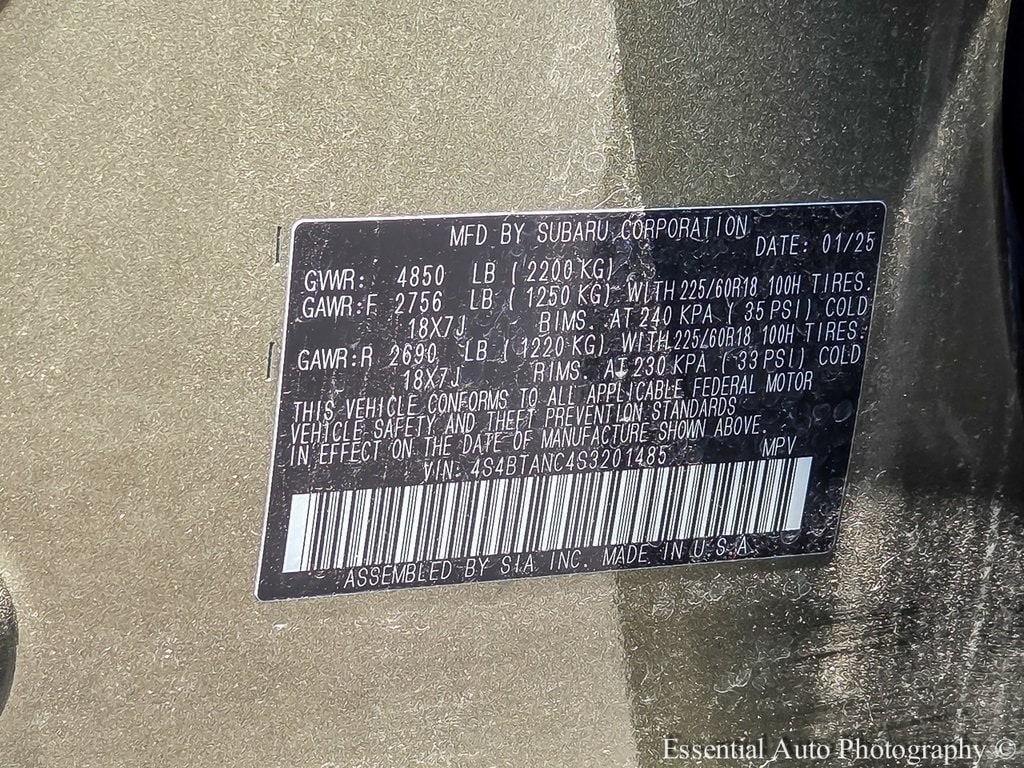 MFD BY SUBARU CORPORATION
DATE: 01/25
GVWR: 4850 LB (2200 KG)
GAWR:F 2756 LB (1250 KG) WITH 225/60R18 100H TIRES.
18X7J RIMS. AT 240 KPA (35 PSI) COLD
GAWR:R 2690 LB (1220 KG) WITH 225/60R18 100H TIRES.
18X7J RIMS. AT 230 KPA (33 PSI) COLD
THIS VEHICLE CONFORMS TO ALL APPLICABLE FEDERAL MOTOR
VEHICLE SAFETY AND THEFT PREVENTION STANDARDS
IN EFFECT ON THE DATE OF MANUFACTURE SHOWN ABOVE.
VIN: 4S4BTANC4S3201485 MPV
ASSEMBLED BY SIA INC. MADE IN U.S.A.
Essential Auto Photography ©